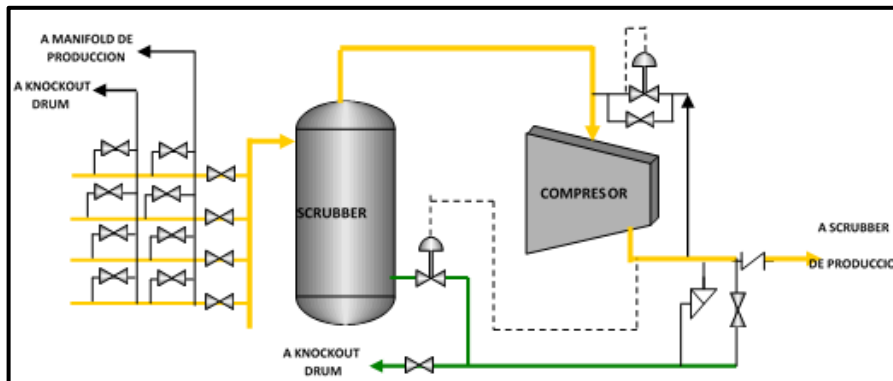 A MANIFOLD DE
PRODUCCION
A KNOCKOUT
DRUM
SCRUBBER
COMPRESOR
A SCRUBBER
DE PRODUCCIO
A KNOCKOUT
DRUM